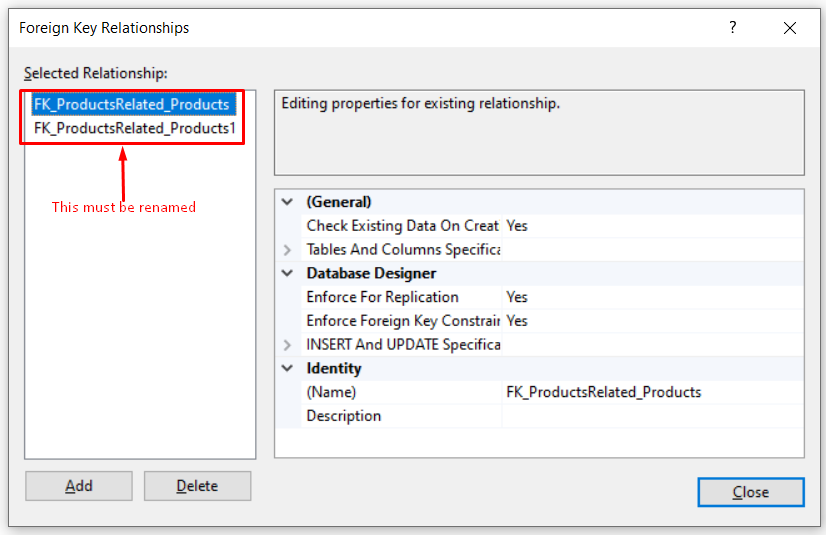 Foreign Key Relationships
?
Selected Relationship:
FK_ProductsRelated_Products
FK_ProductsRelated_Products1
This must be renamed
Editing properties for existing relationship.
(General)
Check Existing Data On Creat Yes
Tables And Columns Specifica
Database Designer
Enforce For Replication Yes
Enforce Foreign Key Constrain Yes
INSERT And UPDATE Specifica
Identity
(Name) FK_ProductsRelated_Products
Description
Add Delete
Close